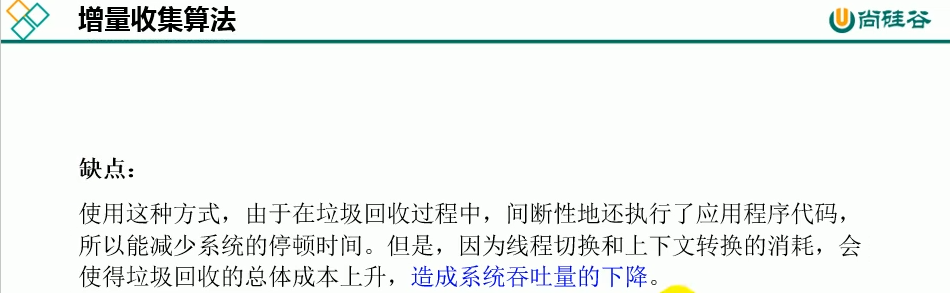 增量收集算法
尚硅谷
缺点：
使用这种方式，由于在垃圾回收过程中，间断性地还执行了应用程序代码，
所以能减少系统的停顿时间。但是，因为线程切换和上下文转换的消耗，会
使得垃圾回收的总体成本上升，造成系统吞吐量的下降。